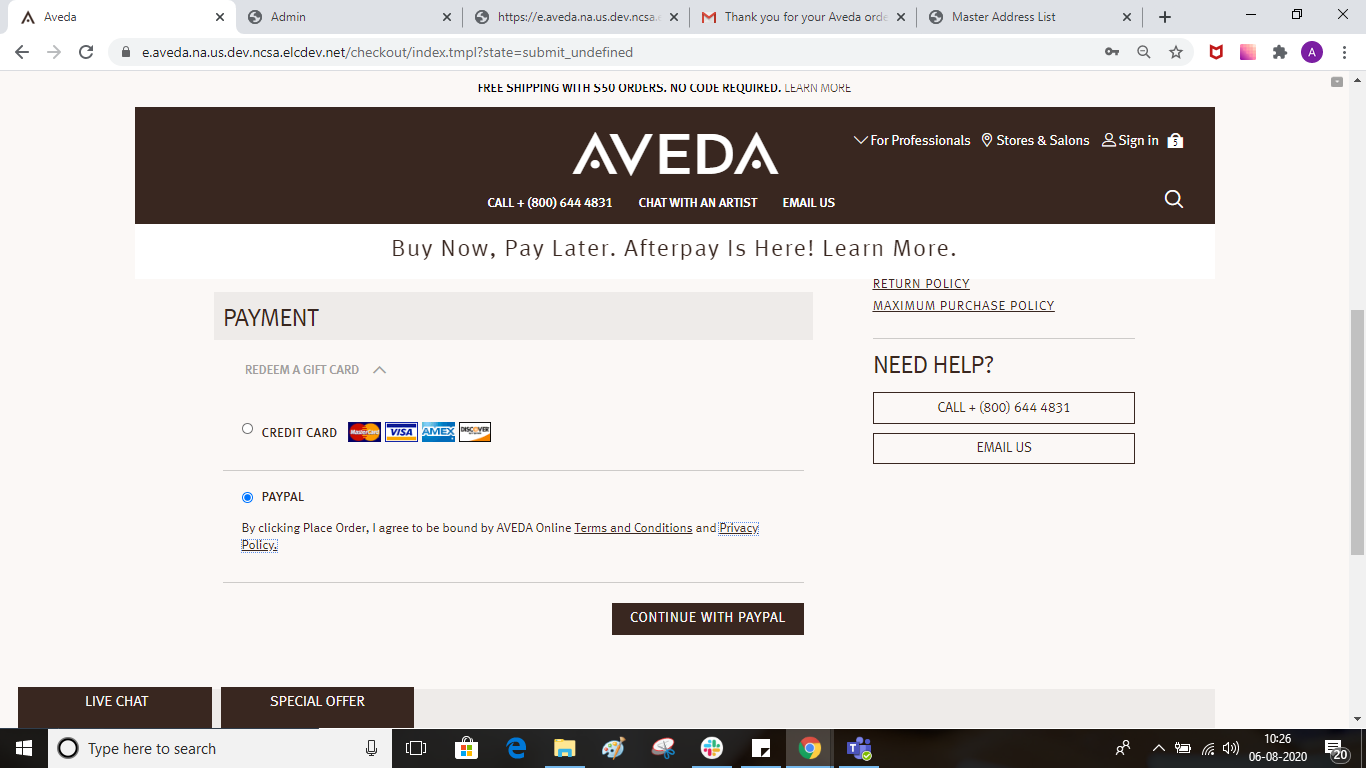 Aveda
Admin
https://e.aveda.na.us.dev.ncsa.e
Thank you for your Aveda orde
Master Address List
e.aveda.na.us.dev.ncsa.elcdev.net/checkout/index.tmpl?state=submit_undefined
A
FREE SHIPPING WITH $50 ORDERS. NO CODE REQUIRED. LEARN MORE
AVEDA
For Professionals
Stores & Salons
Sign in
5
CALL + (800) 644 4831
CHAT WITH AN ARTIST
EMAIL US
Buy Now, Pay Later. Afterpay Is Here! Learn More.
RETURN POLICY
MAXIMUM PURCHASE POLICY
PAYMENT
REDEEM A GIFT CARD
CREDIT CARD
MasterCard
VISA
AMEX
DISCOVER
PAYPAL
By clicking Place Order, I agree to be bound by AVEDA Online Terms and Conditions and Privacy
Policy.
CONTINUE WITH PAYPAL
NEED HELP?
CALL + (800) 644 4831
EMAIL US
LIVE CHAT
SPECIAL OFFER
Type here to search
10:26
06-08-2020
20